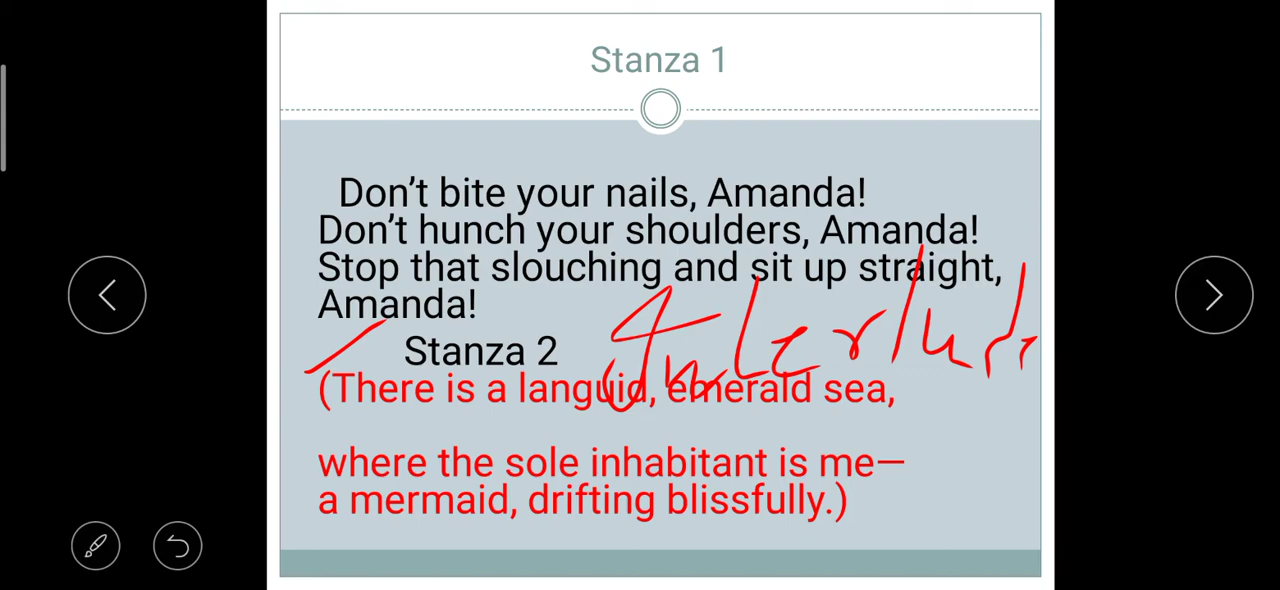 Stanza 1
Don't bite your nails, Amanda!
Don't hunch your shoulders, Amanda!
Stop that slouching and sit up straight,
Amanda!
Stanza 2
Interlude
(There is a languid, emerald sea,
where the sole inhabitant is me—
a mermaid, drifting blissfully.)